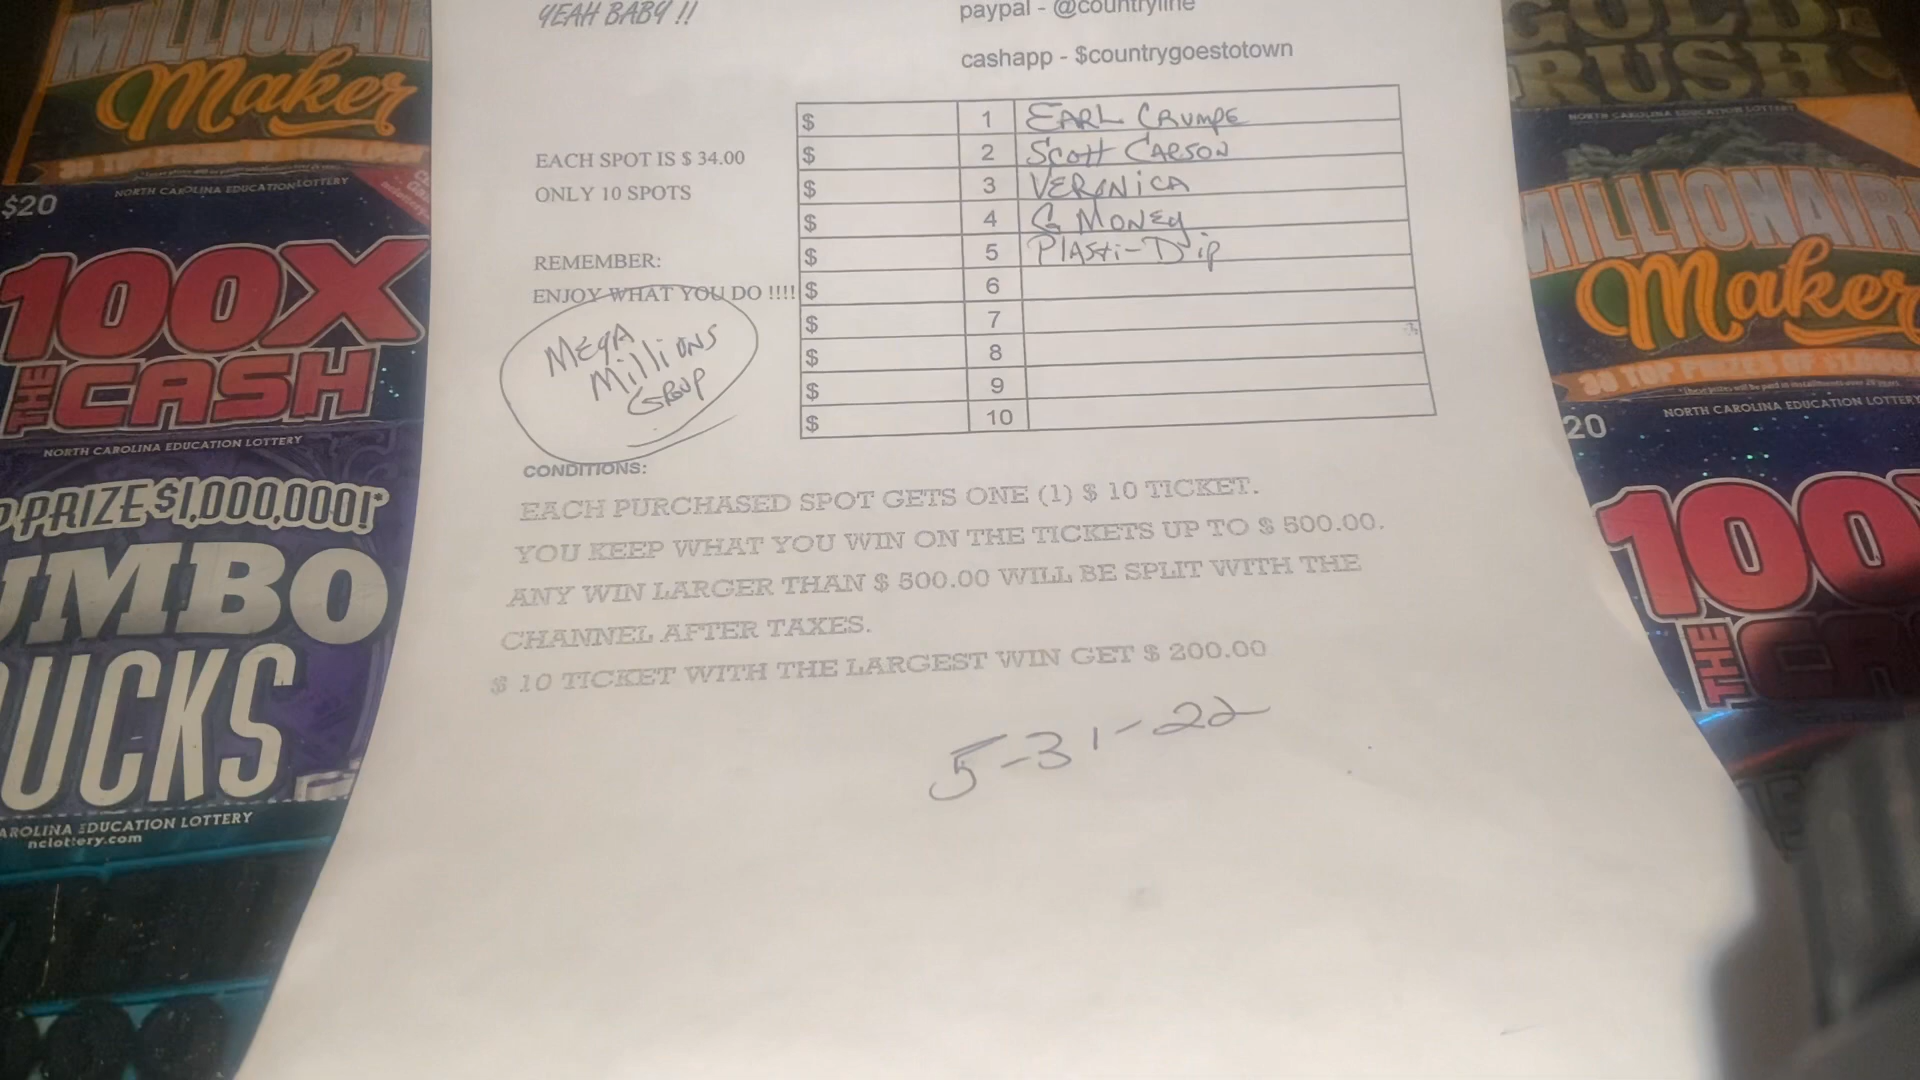 YEAH BABY !!
paypal - @countryline
cashapp - $countrygoestotown
EACH SPOT IS $ 34.00
ONLY 10 SPOTS
REMEMBER:
ENJOY WHAT YOU DO !!!!
MEGA
Millions
GROUP
$ 1 EARL CRUMPE
$ 2 SCOTT CARSON
$ 3 VERONICA
$ 4 G MONEY
$ 5 PlASti-Dip
$ 6
$ 7
$ 8
$ 9
$ 10
CONDITIONS:
EACH PURCHASED SPOT GETS ONE (1) $ 10 TICKET.
YOU KEEP WHAT YOU WIN ON THE TICKETS UP TO $ 500.00.
ANY WIN LARGER THAN $ 500.00 WILL BE SPLIT WITH THE
CHANNEL AFTER TAXES.
$ 10 TICKET WITH THE LARGEST WIN GET $ 200.00
5-31-22
MILLIONAIR
Maker
NORTH CAROLINA EDUCATION LOTTERY
$20
100X
THE CASH
NORTH CAROLINA EDUCATION LOTTERY
PRIZE $1,000,000!
UMBO
UCKS
AROLINA EDUCATION LOTTERY
nclottery.com
GOLD
RUSH
NORTH CAROLINA EDUCATION LOTTERY
MILLIONAIR
Maker
30 TOP PRIZES OF $1,000,0
NORTH CAROLINA EDUCATION LOTTERY
20
100
THE CA